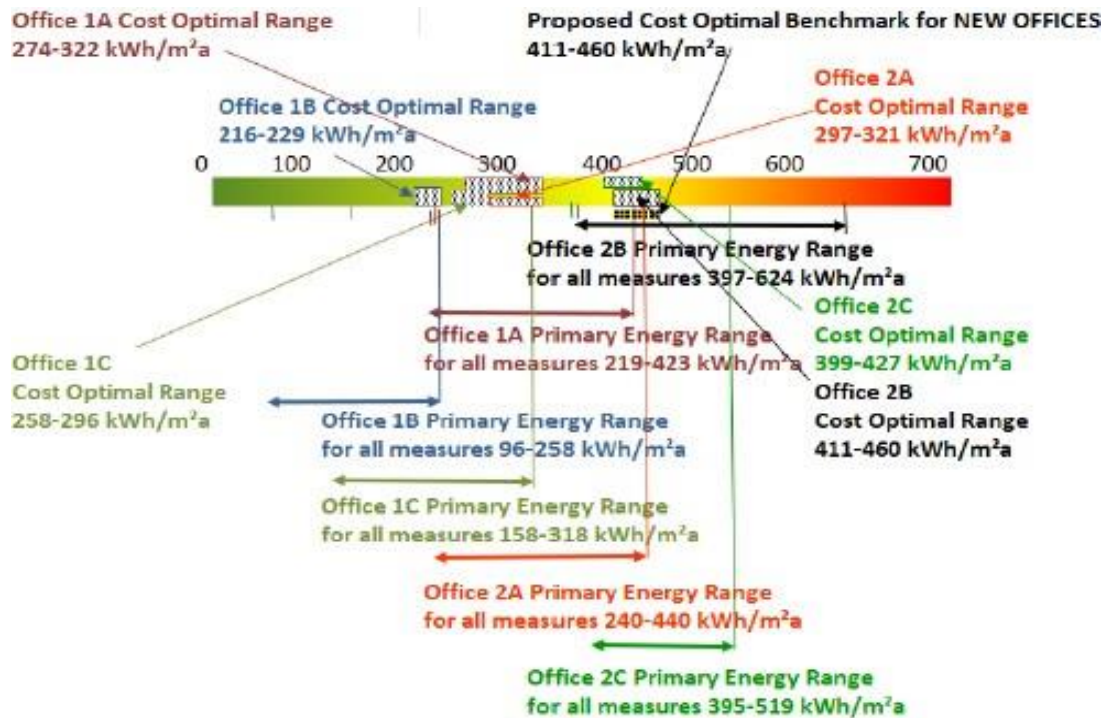 Office 1A Cost Optimal Range
274-322 kWh/m²a
Proposed Cost Optimal Benchmark for NEW OFFICES
411-460 kWh/m²a
Office 2A
Cost Optimal Range
297-321 kWh/m²a
Office 1B Cost Optimal Range
216-229 kWh/m²a
0 100 200 300 400 500 600 700
Office 2B Primary Energy Range
for all measures 397-624 kWh/m²a
Office 2C
Cost Optimal Range
399-427 kWh/m²a
Office 1A Primary Energy Range
for all measures 219-423 kWh/m²a
Office 1C
Cost Optimal Range
258-296 kWh/m²a
Office 2B
Cost Optimal Range
411-460 kWh/m²a
Office 1B Primary Energy Range
for all measures 96-258 kWh/m²a
Office 1C Primary Energy Range
for all measures 158-318 kWh/m²a
Office 2A Primary Energy Range
for all measures 240-440 kWh/m²a
Office 2C Primary Energy Range
for all measures 395-519 kWh/m²a